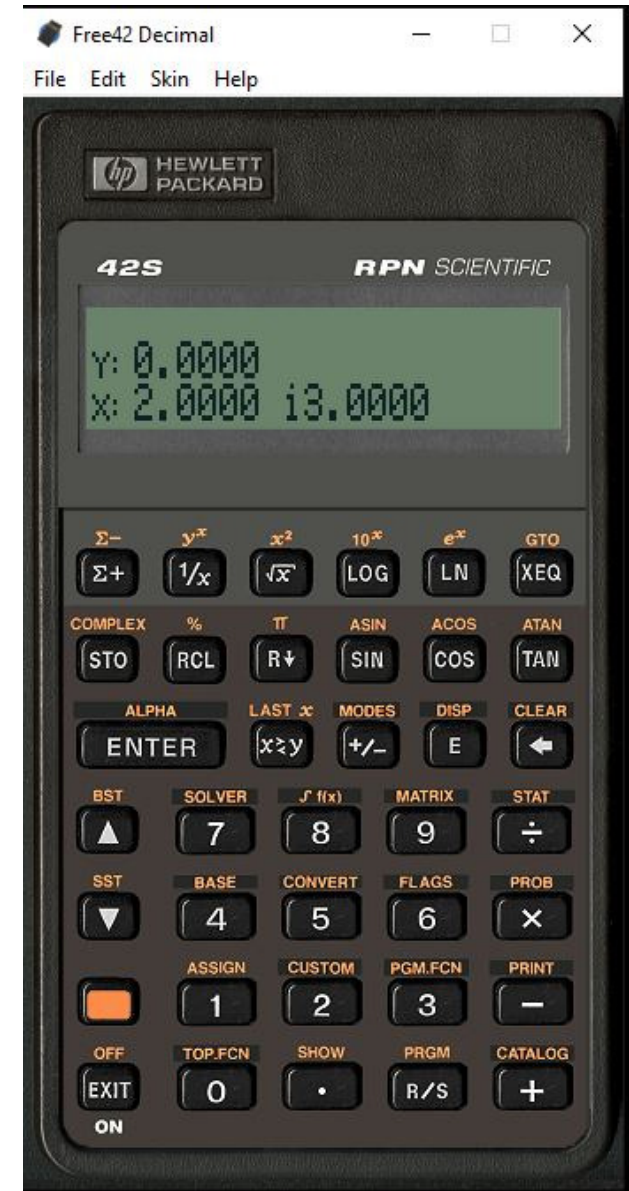 Free42 Decimal
File Edit Skin Help
hp HEWLETT
PACKARD
42S RPN SCIENTIFIC
Y: 0.0000
X: 2.0000 i3.0000
Σ− yˣ x² 10ˣ eˣ GTO
Σ+ 1/x √x LOG LN XEQ
COMPLEX % π ASIN ACOS ATAN
STO RCL R↓ SIN COS TAN
ALPHA LAST x MODES DISP CLEAR
ENTER x≷y +/− E ←
BST SOLVER ∫f(x) MATRIX STAT
▲ 7 8 9 ÷
SST BASE CONVERT FLAGS PROB
▼ 4 5 6 ×
ASSIGN CUSTOM PGM.FCN PRINT
1 2 3 −
OFF TOP.FCN SHOW PRGM CATALOG
EXIT 0 · R/S +
ON